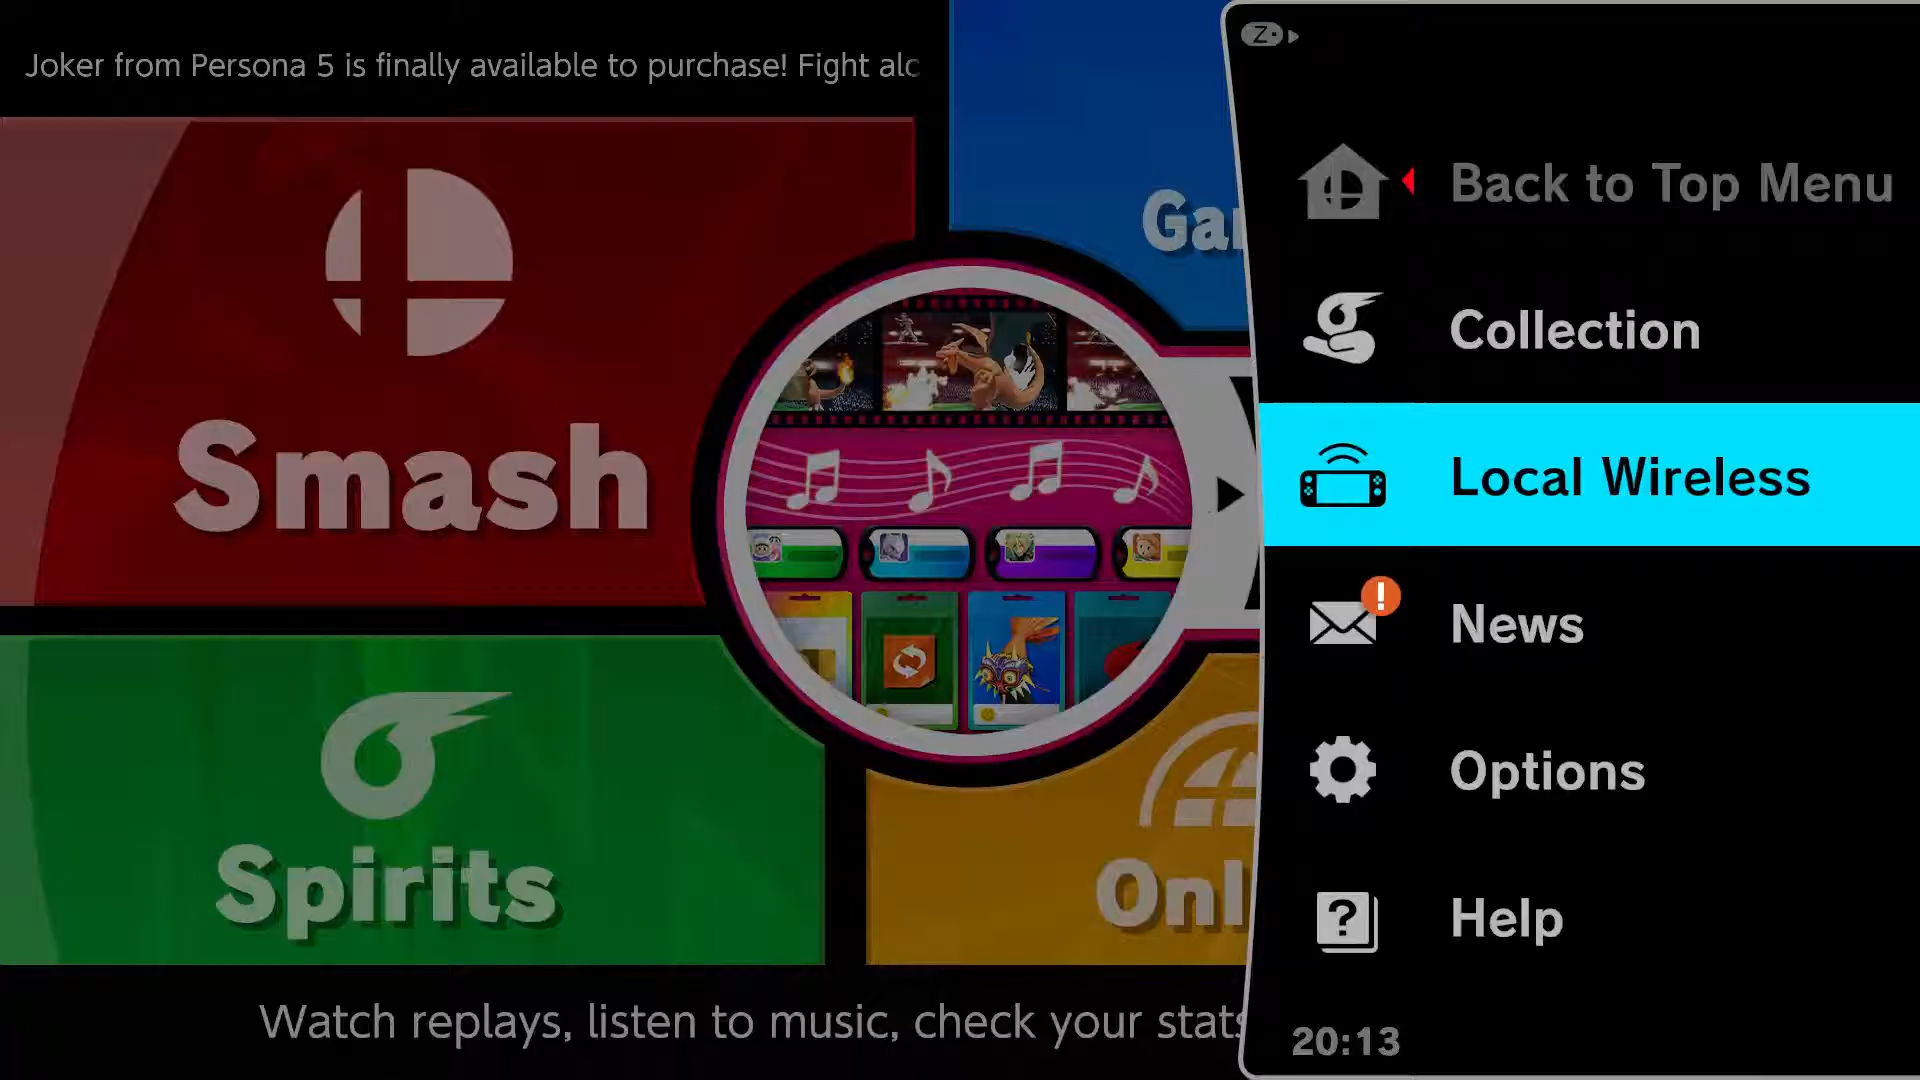 Joker from Persona 5 is finally available to purchase! Fight
Z
Back to Top Menu
Collection
Local Wireless
News
Options
Help
20:13
Smash
Spirits
Watch replays, listen to music, check your stats